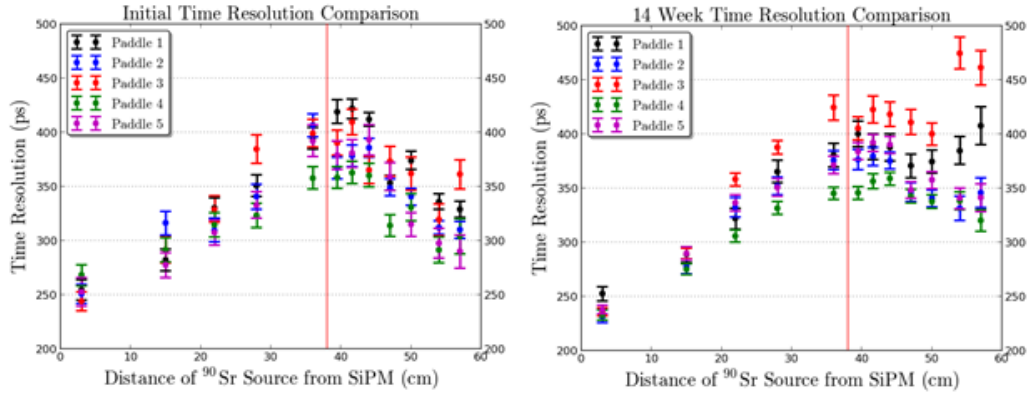 Initial Time Resolution Comparison
500
450
400
350
300
250
200
500
450
400
350
300
250
200
0
10
20
30
40
50
60
Time Resolution (ps)
Distance of ⁹⁰Sr Source from SiPM (cm)
Paddle 1
Paddle 2
Paddle 3
Paddle 4
Paddle 5
14 Week Time Resolution Comparison
500
450
400
350
300
250
200
500
450
400
350
300
250
200
0
10
20
30
40
50
60
Time Resolution (ps)
Distance of ⁹⁰Sr Source from SiPM (cm)
Paddle 1
Paddle 2
Paddle 3
Paddle 4
Paddle 5